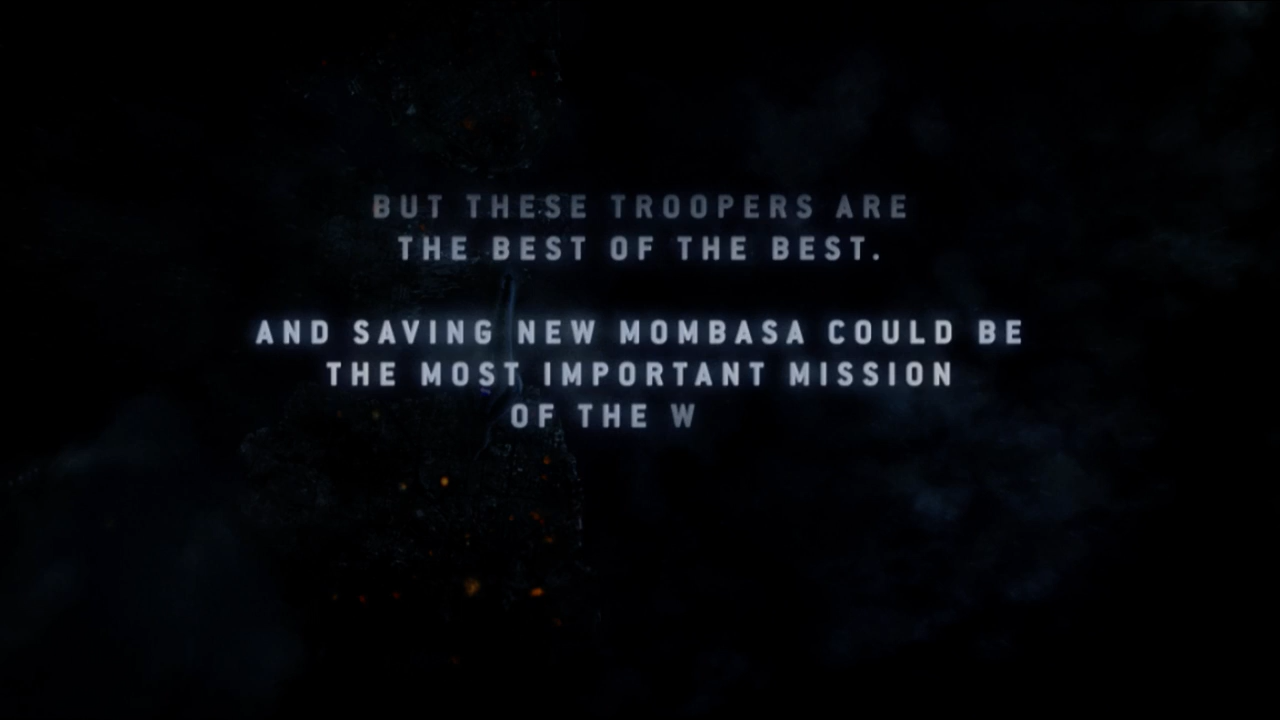 BUT THESE TROOPERS ARE
THE BEST OF THE BEST.
AND SAVING NEW MOMBASA COULD BE
THE MOST IMPORTANT MISSION
OF THE W